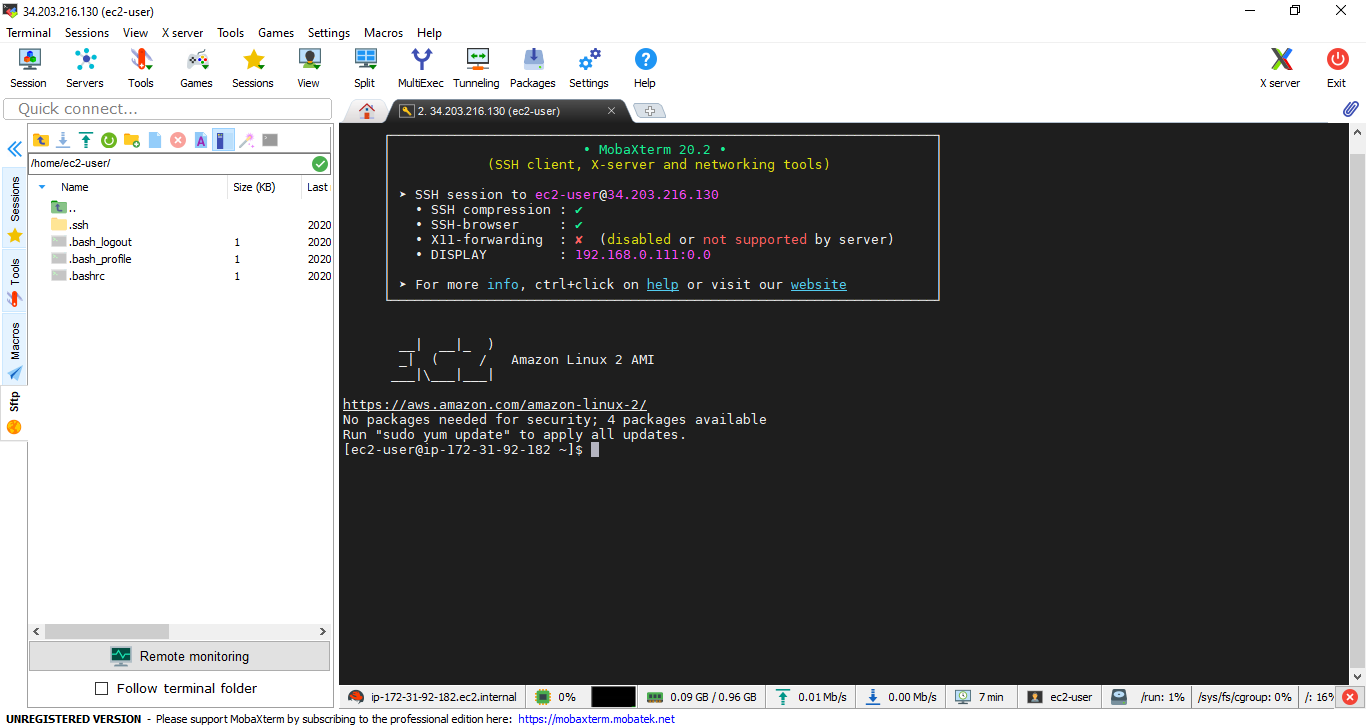 34.203.216.130 (ec2-user)
Terminal Sessions View X server Tools Games Settings Macros Help
Session Servers Tools Games Sessions View Split MultiExec Tunneling Packages Settings Help X server Exit
Quick connect...
2. 34.203.216.130 (ec2-user)
/home/ec2-user/
Name Size (KB) Last
..
.ssh 2020
.bash_logout 1 2020
.bash_profile 1 2020
.bashrc 1 2020
Sessions
Tools
Macros
Sftp
Remote monitoring
Follow terminal folder
• MobaXterm 20.2 •
(SSH client, X-server and networking tools)
➤ SSH session to ec2-user@34.203.216.130
• SSH compression : ✔
• SSH-browser : ✔
• X11-forwarding : ✘ (disabled or not supported by server)
• DISPLAY : 192.168.0.111:0.0
➤ For more info, ctrl+click on help or visit our website
__| __|_ )
_| ( / Amazon Linux 2 AMI
___|\___|___|
https://aws.amazon.com/amazon-linux-2/
No packages needed for security; 4 packages available
Run "sudo yum update" to apply all updates.
[ec2-user@ip-172-31-92-182 ~]$
ip-172-31-92-182.ec2.internal 0% 0.09 GB / 0.96 GB 0.01 Mb/s 0.00 Mb/s 7 min ec2-user /run: 1% /sys/fs/cgroup: 0% /: 16%
UNREGISTERED VERSION - Please support MobaXterm by subscribing to the professional edition here: https://mobaxterm.mobatek.net